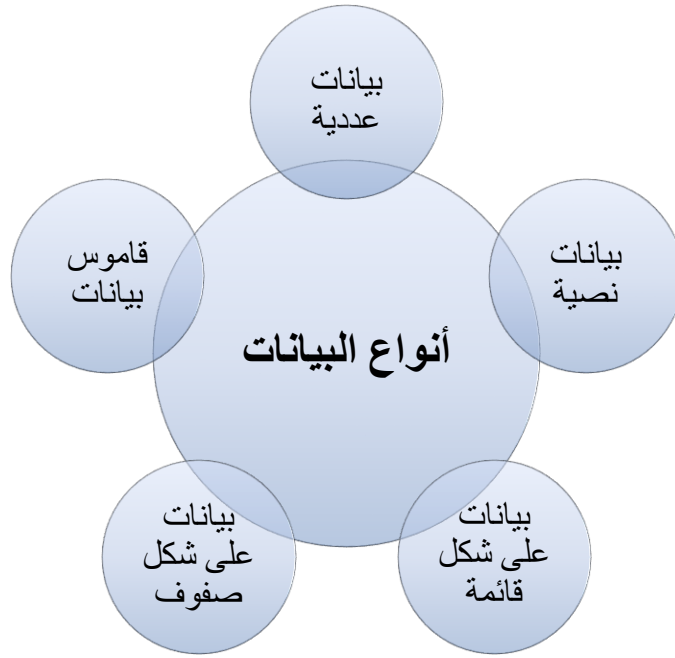 بيانات
عددية
بيانات
نصية
قاموس
بيانات
أنواع البيانات
بيانات
على شكل
قائمة
بيانات
على شكل
صفوف